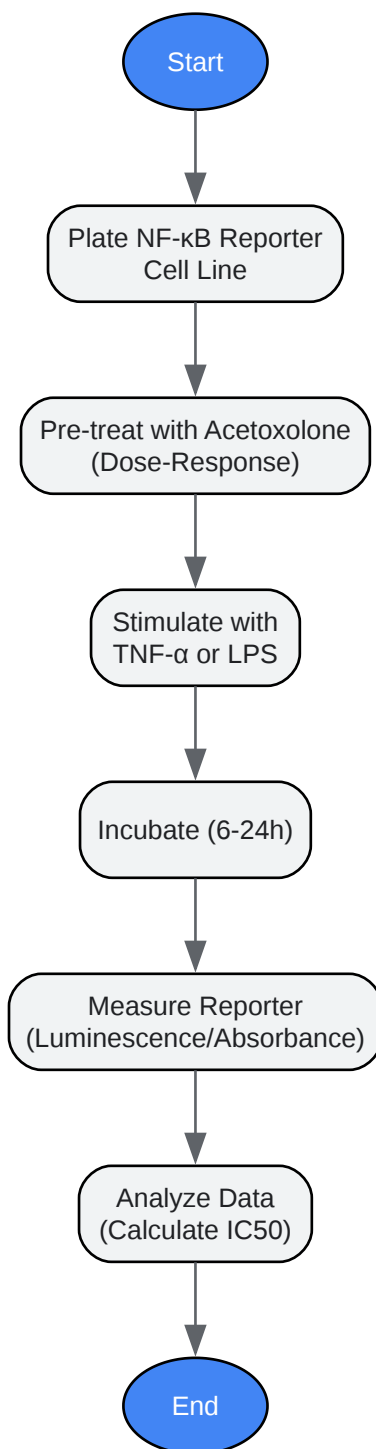 Start
Plate NF-κB Reporter
Cell Line
Pre-treat with Acetoxolone
(Dose-Response)
Stimulate with
TNF-α or LPS
Incubate (6-24h)
Measure Reporter
(Luminescence/Absorbance)
Analyze Data
(Calculate IC50)
End